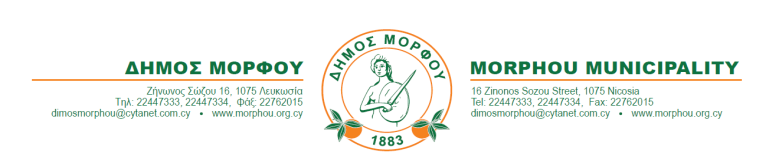 ΔΗΜΟΣ ΜΟΡΦΟΥ
Ζήνωνος Σώζου 16, 1075 Λευκωσία
Τηλ: 22447333, 22447334, Φάξ: 22762015
dimosmorphou@cytanet.com.cy • www.morphou.org.cy
ΔΗΜΟΣ ΜΟΡΦΟΥ
1883
MORPHOU MUNICIPALITY
16 Zinonos Sozou Street, 1075 Nicosia
Tel: 22447333, 22447334, Fax: 22762015
dimosmorphou@cytanet.com.cy • www.morphou.org.cy